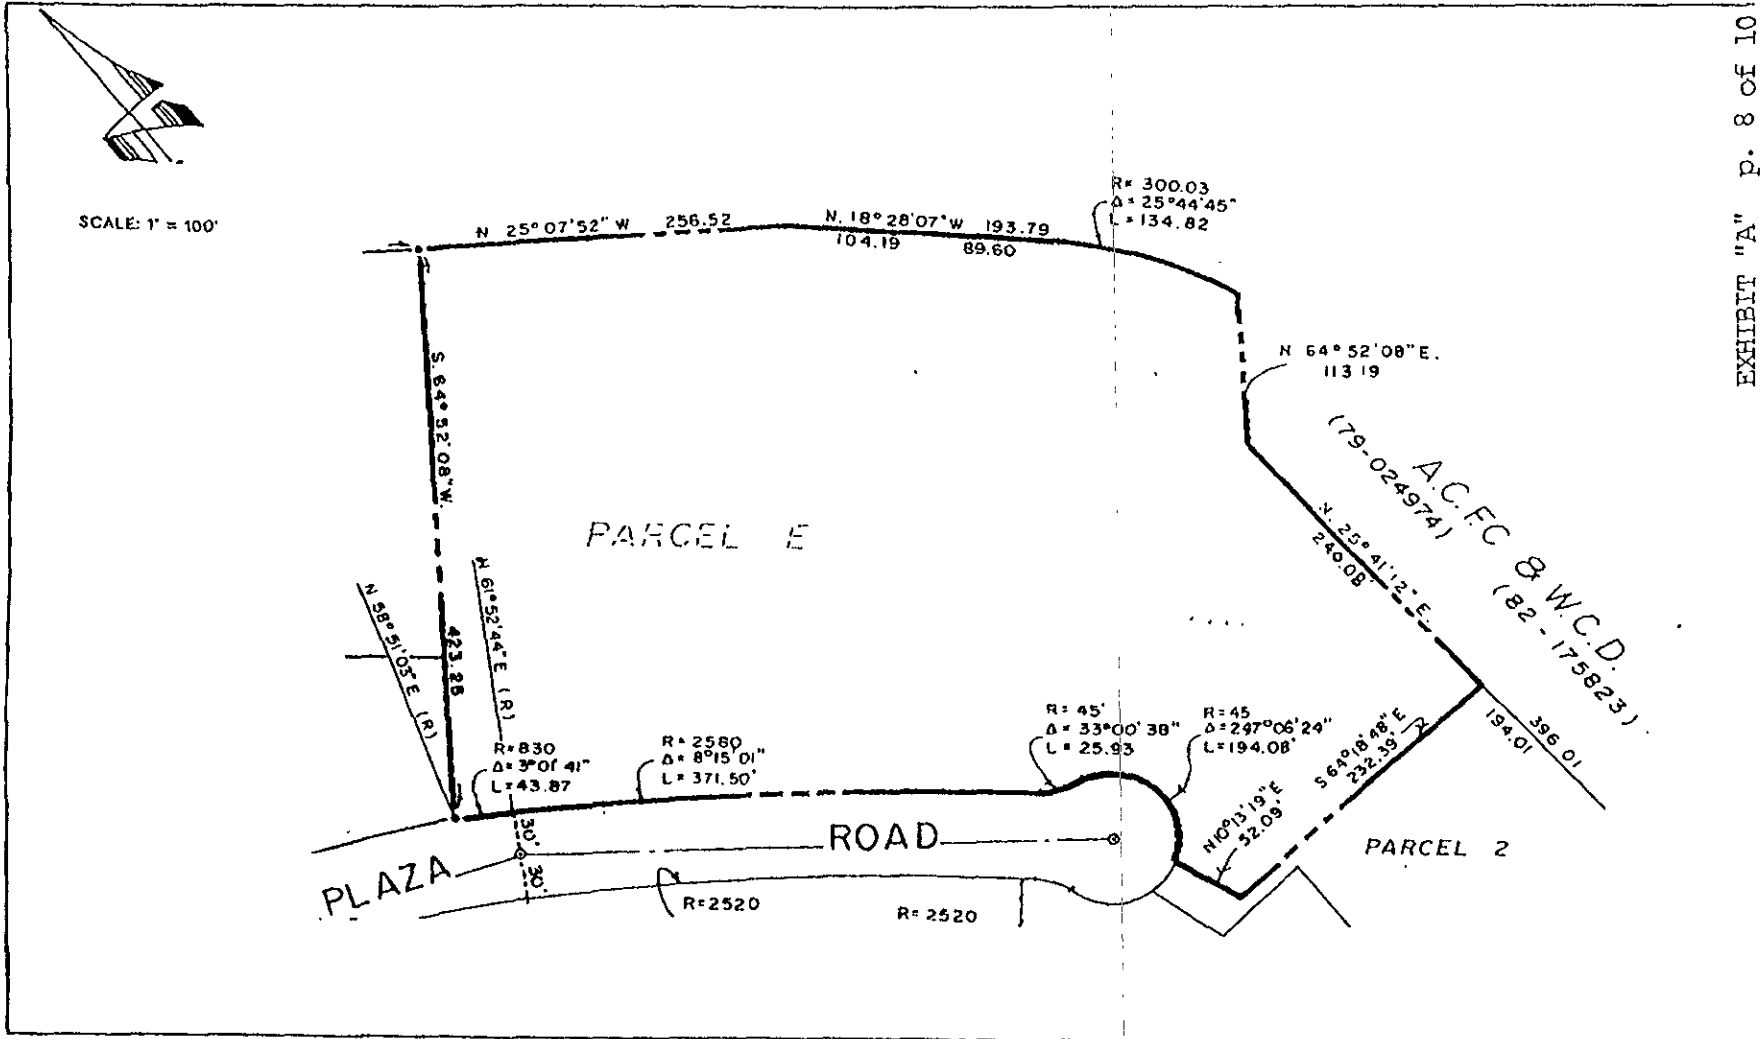 EXHIBIT "A" p. 8 of 10
SCALE: 1" = 100'
N 25° 07' 52" W 256.52
N. 18° 28' 07" W 193.79
104.19 89.60
R= 300.03
Δ = 25° 44' 45"
L = 134.82
N 64° 52' 08" E.
113 19
S. 64° 52' 08" W.
423.28
A.C. F.C & W.C.D.
(79-024974)
(82-175823)
N. 25° 41' 12" E.
240.08
PARCEL E
N 58° 51' 03" E (R)
N 61° 52' 44" E (R)
R=830
Δ= 3° 01' 41"
L=43.87
R= 2580
Δ= 8° 15' 01"
L= 371.50'
R= 45'
Δ= 33° 00' 38"
L= 25.93
R=45
Δ=247° 06' 24"
L=194.08'
S 64° 18' 48" E
232.39'
194.01
396 01
N 10° 13' 19" E
52.09'
30'
30'
PLAZA ROAD
PARCEL 2
R=2520
R=2520